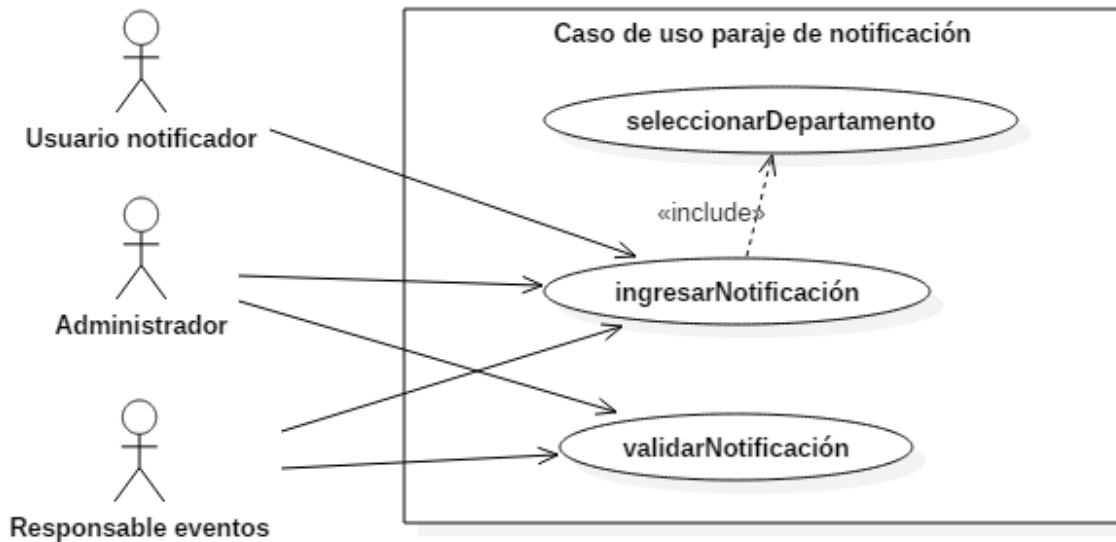 Caso de uso paraje de notificación
seleccionarDepartamento
Usuario notificador
«include»
ingresarNotificación
Administrador
validarNotificación
Responsable eventos